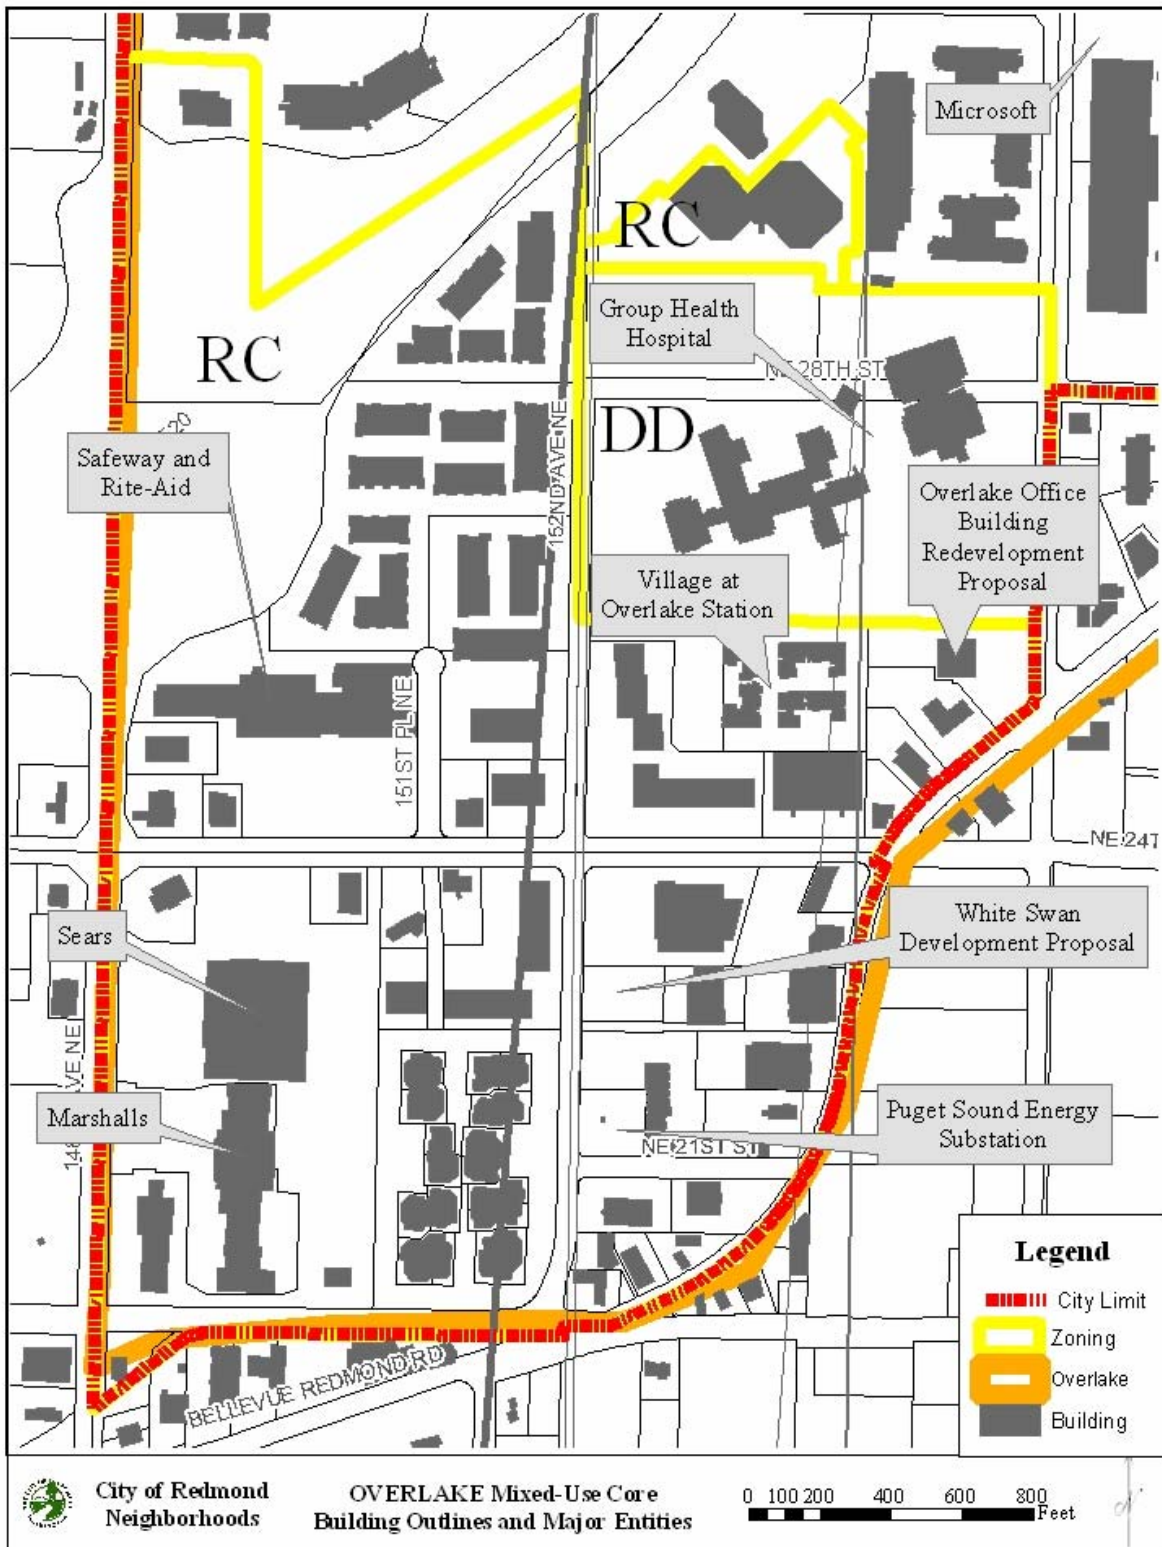 Microsoft
RC
Group Health
Hospital
RC
NE 28TH ST
DD
152ND AVE NE
Safeway and
Rite-Aid
Overlake Office
Building
Redevelopment
Proposal
Village at
Overlake Station
151ST PL NE
NE 24T
White Swan
Development Proposal
Sears
AVE NE
Marshalls
Puget Sound Energy
Substation
NE 21ST ST
BELLEVUE REDMOND RD
Legend
City Limit
Zoning
Overlake
Building
City of Redmond
Neighborhoods
OVERLAKE Mixed-Use Core
Building Outlines and Major Entities
0 100 200 400 600 800
Feet